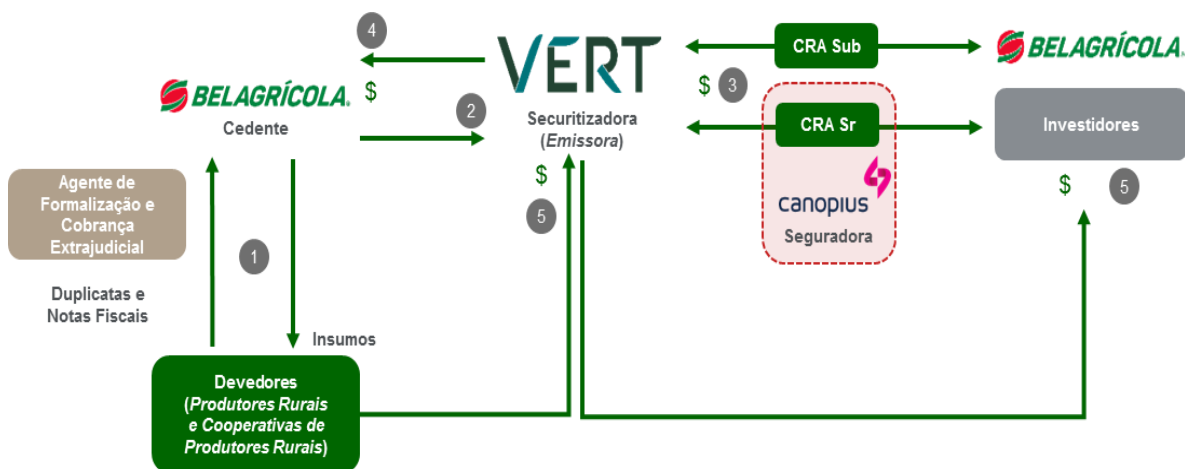 4
VERT
CRA Sub
BELAGRÍCOLA
BELAGRÍCOLA
$
$
3
2
Cedente
Securitizadora
(Emissora)
CRA Sr
Investidores
Agente de
Formalização e
Cobrança
Extrajudicial
$
5
canopius
Seguradora
$
5
1
Duplicatas e
Notas Fiscais
Insumos
Devedores
(Produtores Rurais
e Cooperativas de
Produtores Rurais)